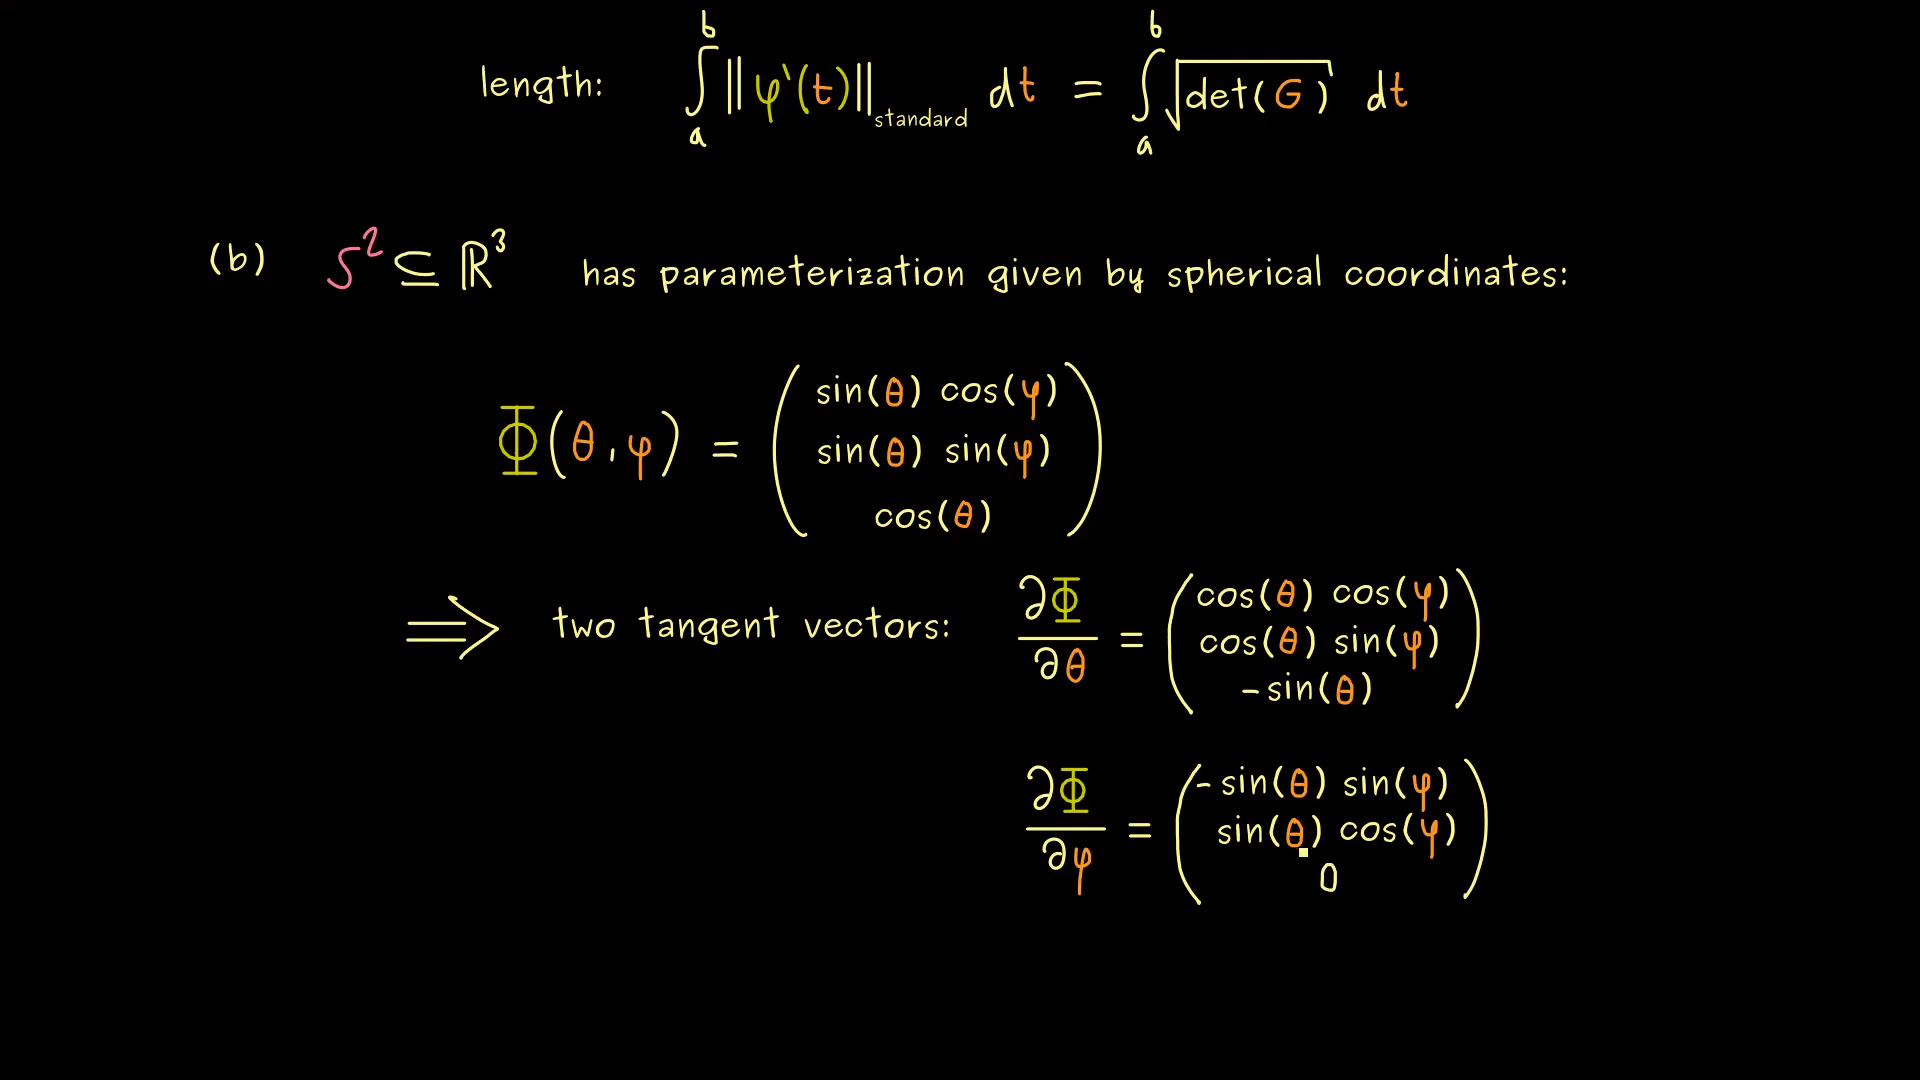 length: ∫_a^b ||φ'(t)||_standard dt = ∫_a^b √det(G) dt
(b) S² ⊆ ℝ³ has parameterization given by spherical coordinates:
Φ(θ,φ) = ( sin(θ) cos(φ)
sin(θ) sin(φ)
cos(θ) )
⟹ two tangent vectors: ∂Φ/∂θ = ( cos(θ) cos(φ)
cos(θ) sin(φ)
-sin(θ) )
∂Φ/∂φ = ( -sin(θ) sin(φ)
sin(θ) cos(φ)
0 )